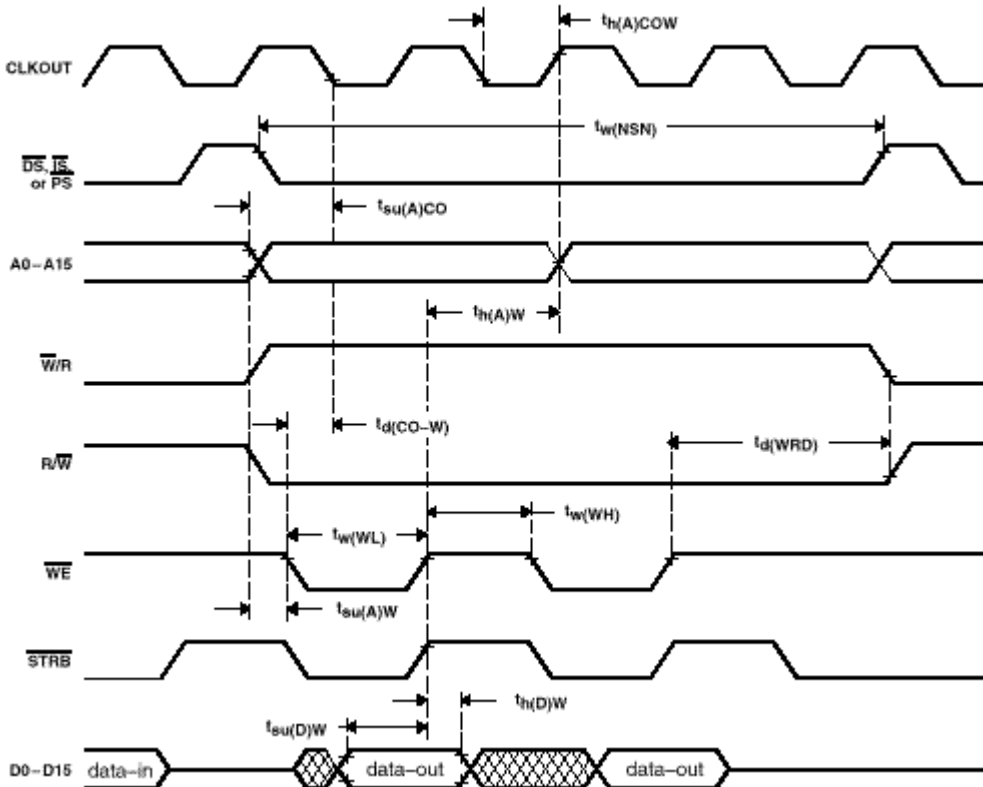 th(A)COW
CLKOUT
tw(NSN)
DS, IS,
or PS
tsu(A)CO
A0–A15
th(A)W
W/R
td(CO–W)
td(WRD)
R/W
tw(WH)
tw(WL)
WE
tsu(A)W
STRB
th(D)W
tsu(D)W
D0–D15 data–in data–out data–out